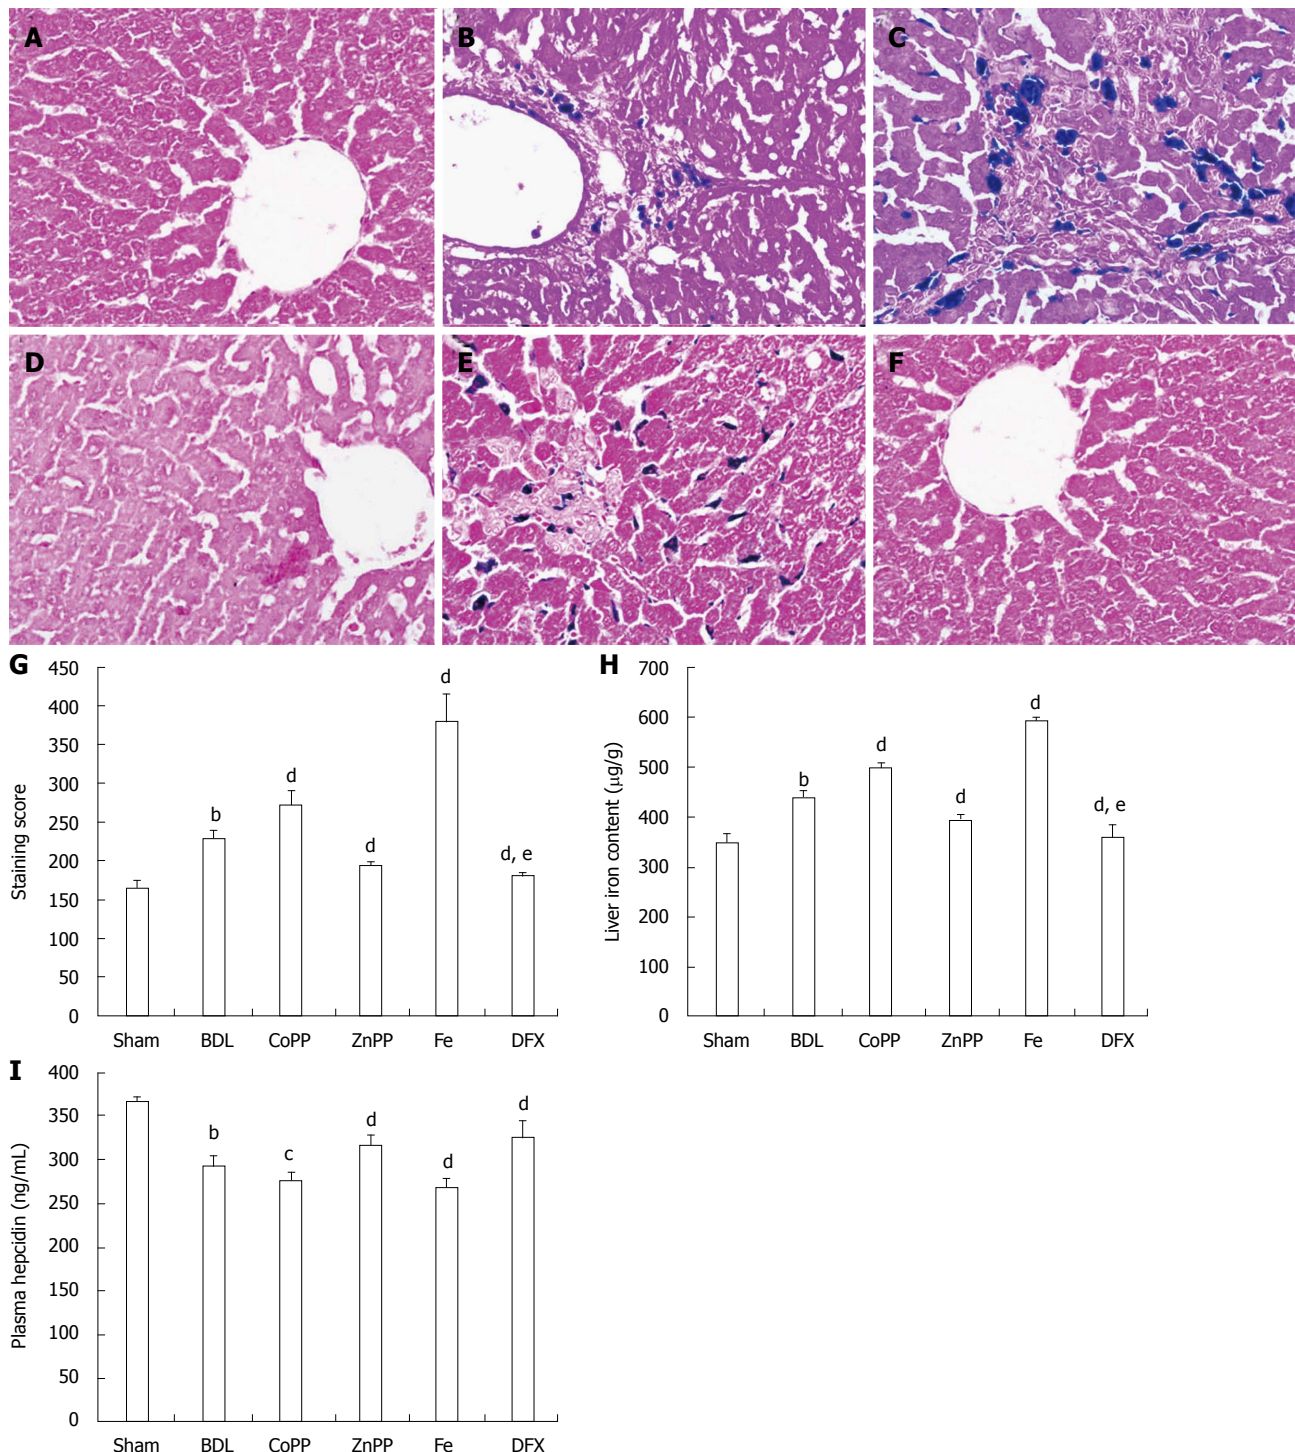 A
B
C
D
E
F
G
450
400
350
300
250
200
150
100
50
0
Staining score
b
d
d
d
d, e
Sham BDL CoPP ZnPP Fe DFX
H
700
600
500
400
300
200
100
0
Liver iron content (μg/g)
b
d
d
d
d, e
Sham BDL CoPP ZnPP Fe DFX
I
400
350
300
250
200
150
100
50
0
Plasma hepcidin (ng/mL)
b
c
d
d
d
Sham BDL CoPP ZnPP Fe DFX